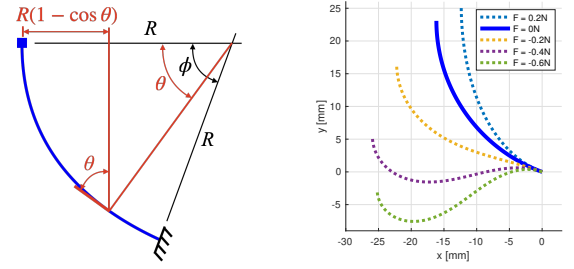 R(1 − cos θ)
R
ϕ
θ
R
θ
F = 0.2N
F = 0N
F = -0.2N
F = -0.4N
F = -0.6N
25
20
15
10
5
0
-5
y [mm]
-30 -25 -20 -15 -10 -5 0
x [mm]